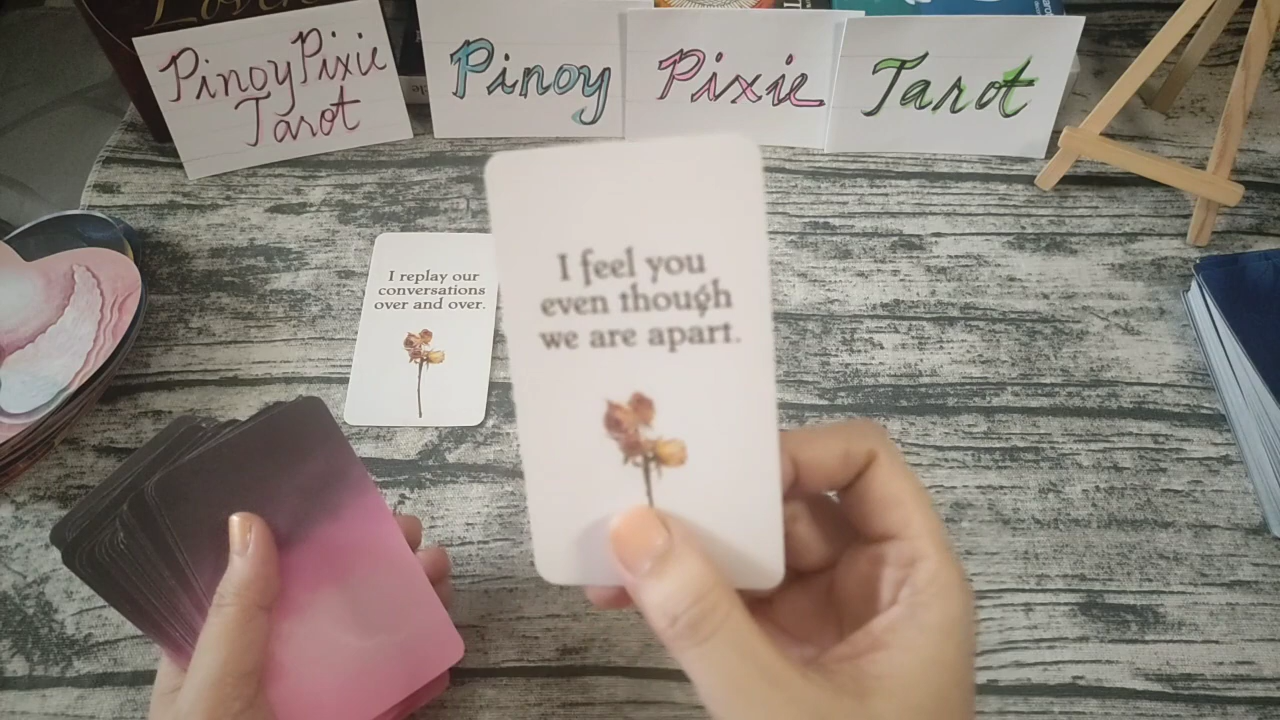 PinoyPixie
Tarot
Pinoy
Pixie
Tarot
I replay our
conversations
over and over.
I feel you
even though
we are apart.